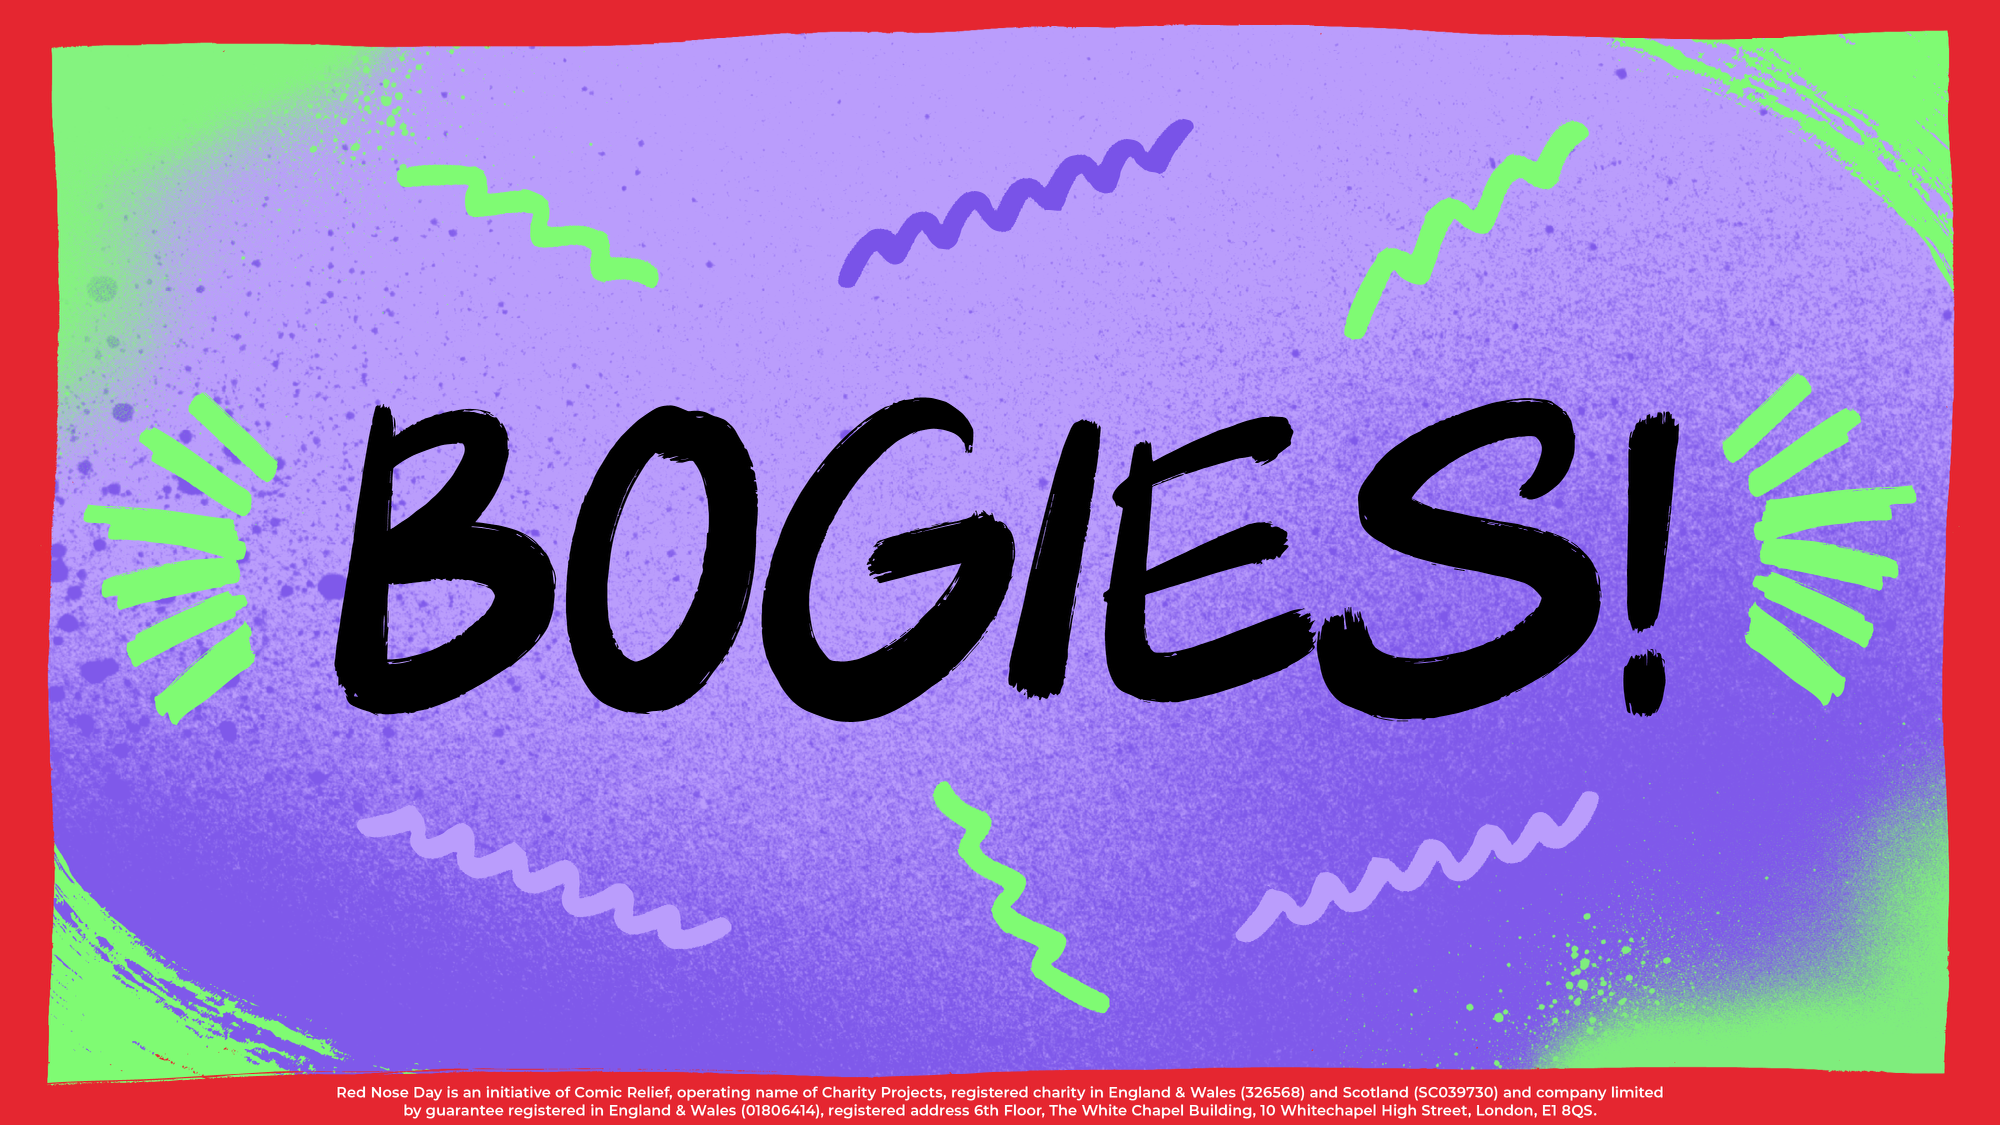 BOGIES!
Red Nose Day is an initiative of Comic Relief, operating name of Charity Projects, registered charity in England & Wales (326568) and Scotland (SC039730) and company limited
by guarantee registered in England & Wales (01806414), registered address 6th Floor, The White Chapel Building, 10 Whitechapel High Street, London, E1 8QS.